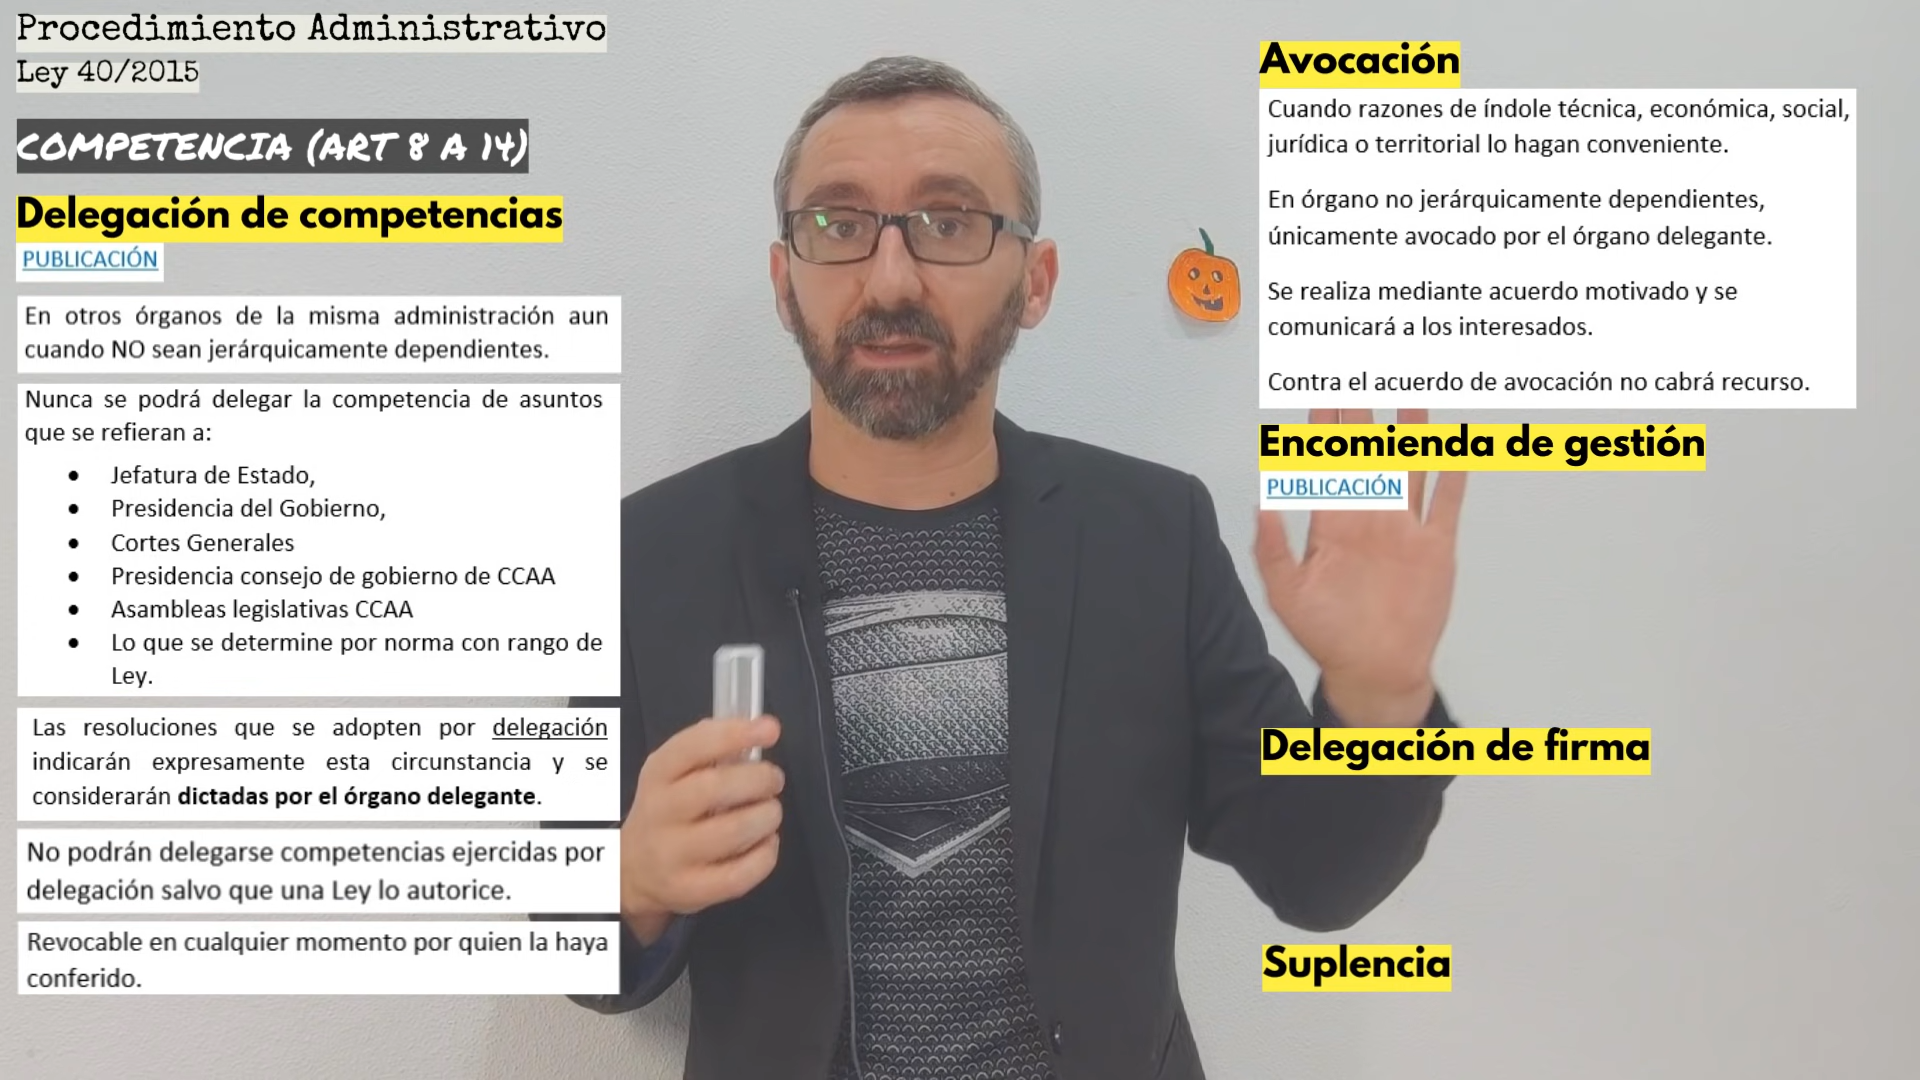 Procedimiento Administrativo
Ley 40/2015
COMPETENCIA (ART 8 A 14)
Delegación de competencias
PUBLICACIÓN
En otros órganos de la misma administración aun
cuando NO sean jerárquicamente dependientes.
Nunca se podrá delegar la competencia de asuntos
que se refieran a:
• Jefatura de Estado,
• Presidencia del Gobierno,
• Cortes Generales
• Presidencia consejo de gobierno de CCAA
• Asambleas legislativas CCAA
• Lo que se determine por norma con rango de
Ley.
Las resoluciones que se adopten por delegación
indicarán expresamente esta circunstancia y se
considerarán dictadas por el órgano delegante.
No podrán delegarse competencias ejercidas por
delegación salvo que una Ley lo autorice.
Revocable en cualquier momento por quien la haya
conferido.
Avocación
Cuando razones de índole técnica, económica, social,
jurídica o territorial lo hagan conveniente.
En órgano no jerárquicamente dependientes,
únicamente avocado por el órgano delegante.
Se realiza mediante acuerdo motivado y se
comunicará a los interesados.
Contra el acuerdo de avocación no cabrá recurso.
Encomienda de gestión
PUBLICACIÓN
Delegación de firma
Suplencia